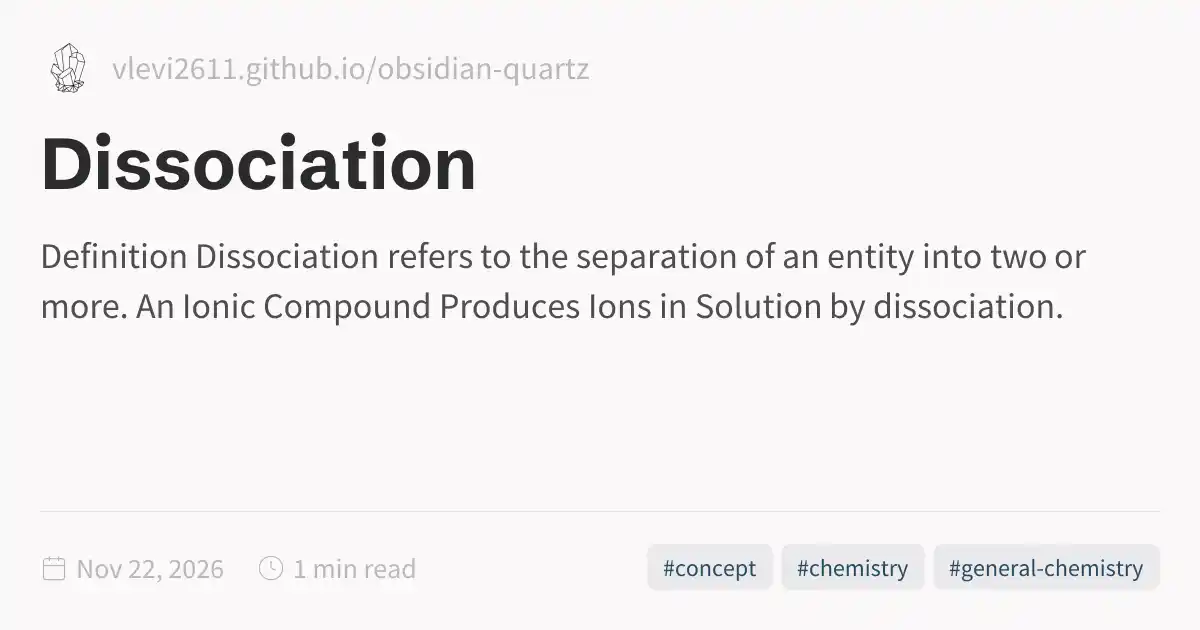 vlevi2611.github.io/obsidian-quartz
Dissociation
Definition Dissociation refers to the separation of an entity into two or
more. An Ionic Compound Produces Ions in Solution by dissociation.
Nov 22, 2026 1 min read #concept #chemistry #general-chemistry